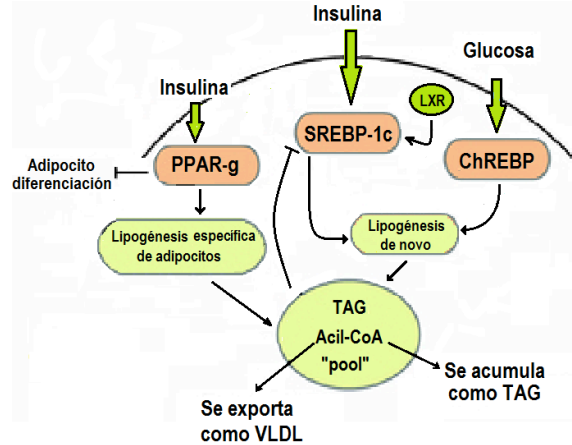 Insulina
Glucosa
Insulina
LXR
SREBP-1c
PPAR-g
ChREBP
Adipocito
diferenciación
Lipogénesis específica
de adipocitos
Lipogénesis
de novo
TAG
Acil-CoA
"pool"
Se acumula
como TAG
Se exporta
como VLDL